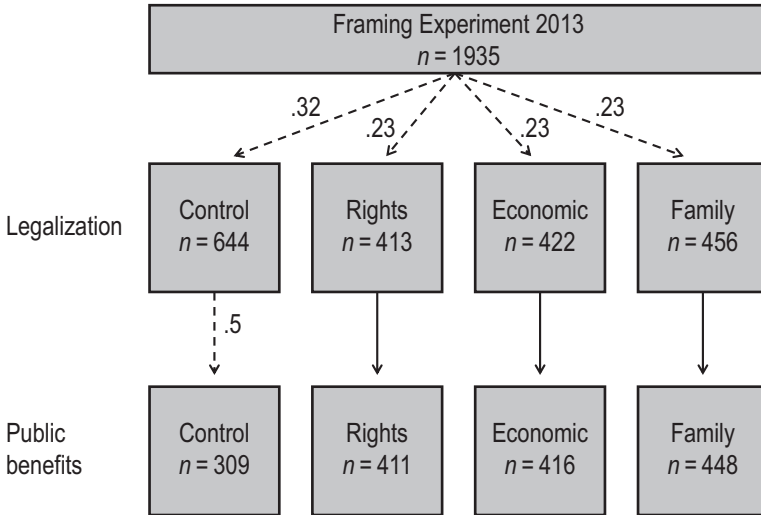 Framing Experiment 2013
n = 1935
.32
.23
.23
.23
Legalization
Control
n = 644
Rights
n = 413
Economic
n = 422
Family
n = 456
.5
Public
benefits
Control
n = 309
Rights
n = 411
Economic
n = 416
Family
n = 448